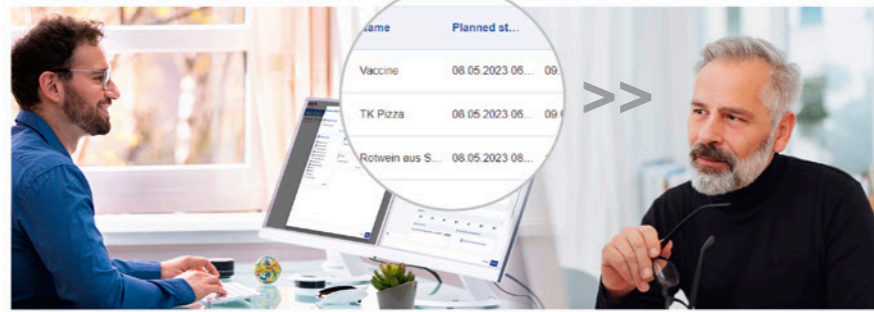 Name Planned st...
Vaccine 08.05.2023 06... 09.
TK Pizza 08.05.2023 06... 09
Rotwein aus S... 08.05.2023 08...
>>